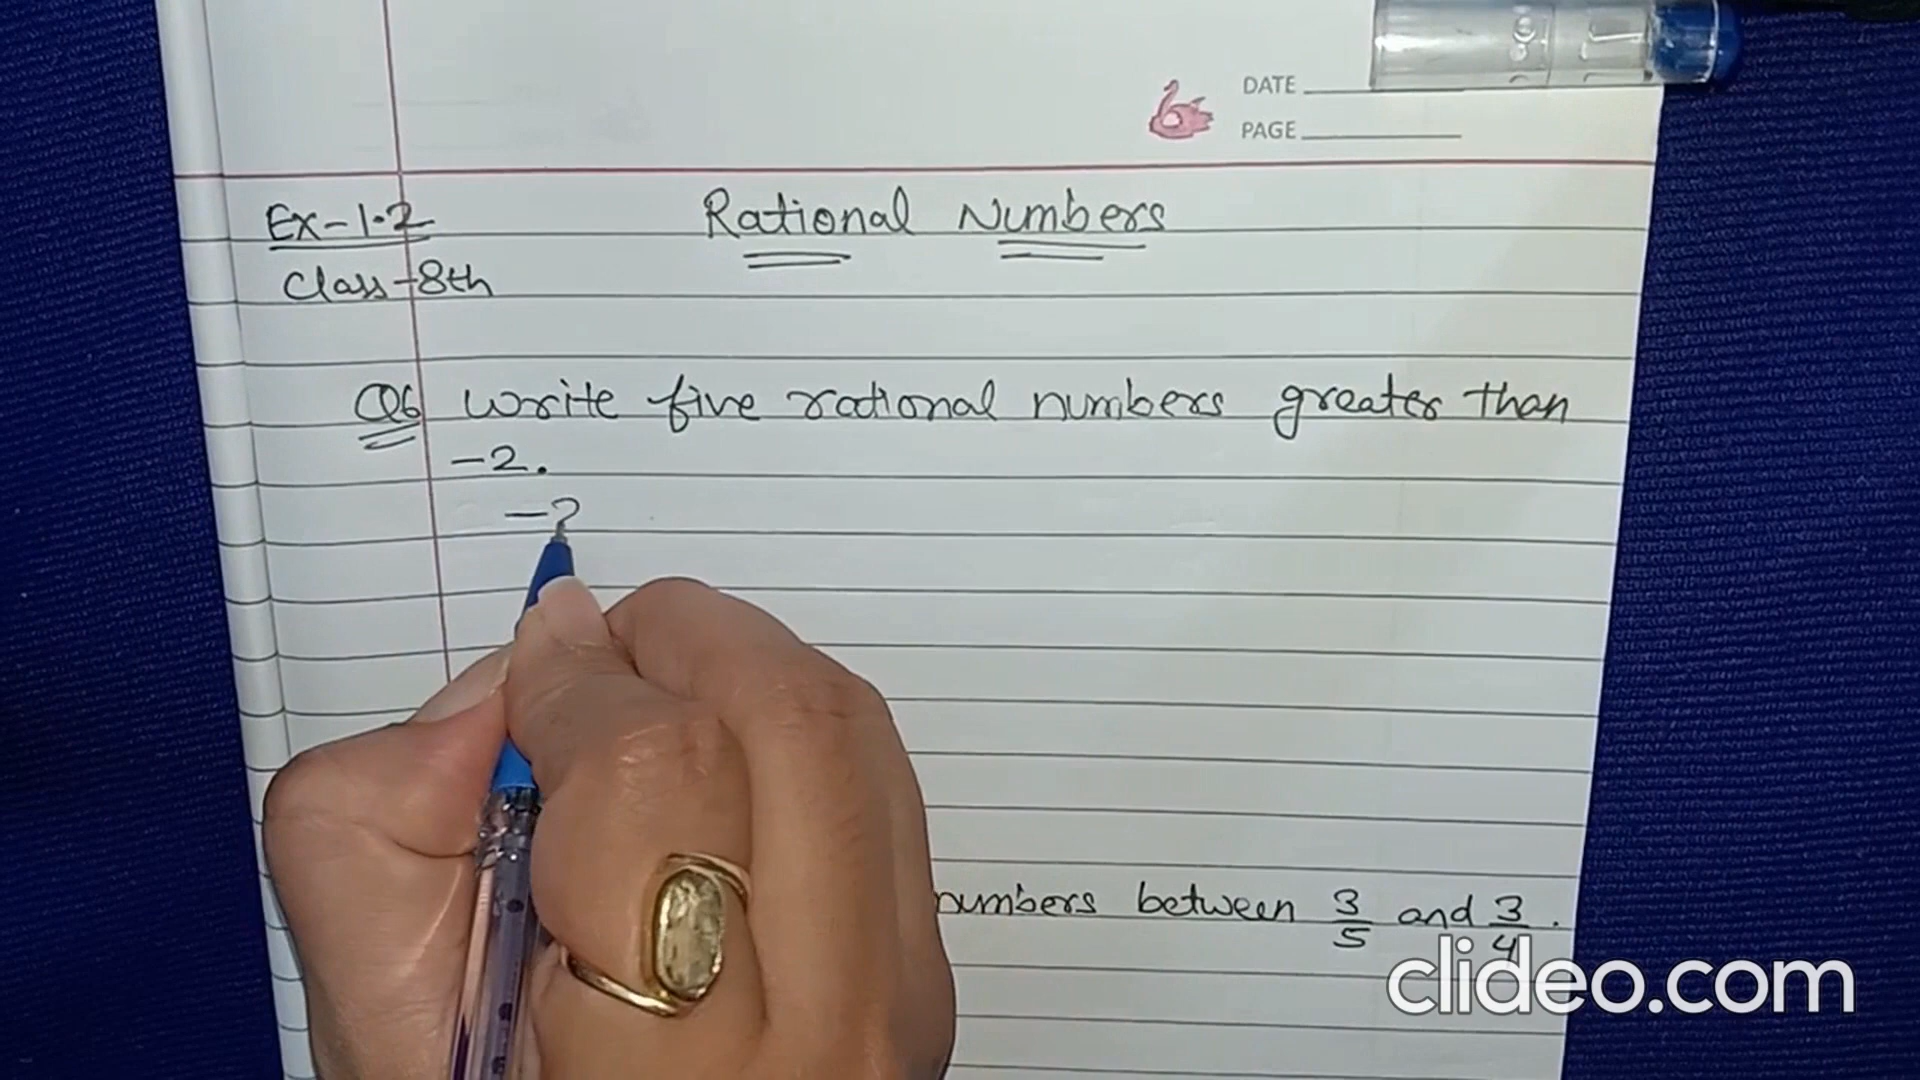 DATE
PAGE
Ex-1.2
Rational Numbers
Class-8th
Q6 Write five rational numbers greater than
-2.
-2
numbers between 3/5 and 3/4.
clideo.com